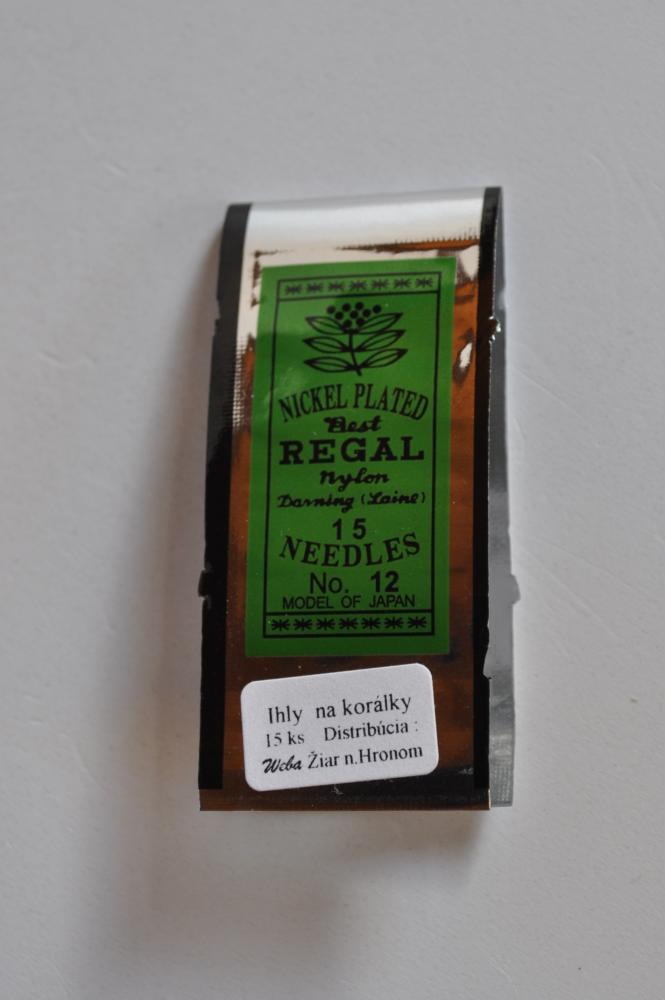 NICKEL PLATED
Best
REGAL
Nylon
Darning (Laine)
15
NEEDLES
No. 12
MODEL OF JAPAN
Ihly na korálky
15 ks Distribúcia :
Weba Žiar n.Hronom